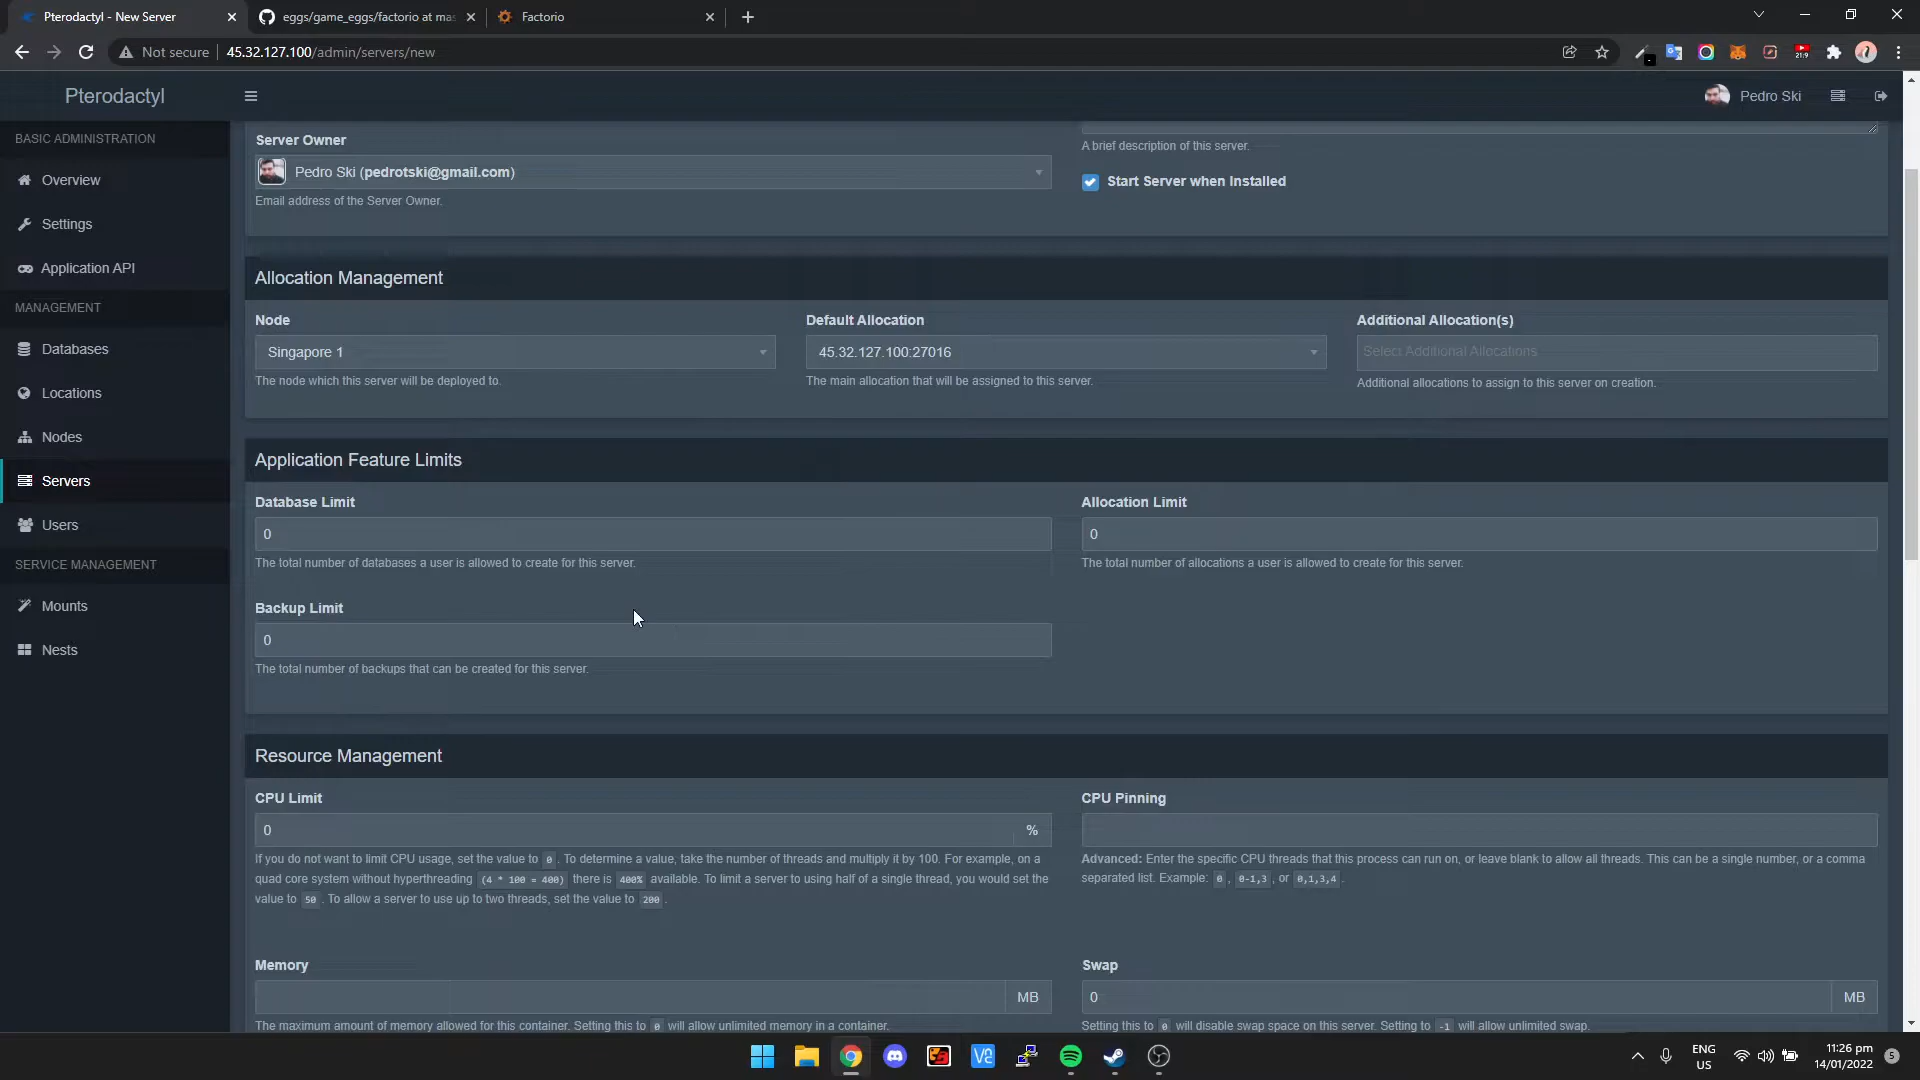 Pterodactyl - New Server
eggs/game_eggs/factorio at mas
Factorio
Not secure
45.32.127.100/admin/servers/new
21:9
Pterodactyl
Pedro Ski
BASIC ADMINISTRATION
Overview
Settings
Application API
MANAGEMENT
Databases
Locations
Nodes
Servers
Users
SERVICE MANAGEMENT
Mounts
Nests
Server Owner
Pedro Ski (pedrotski@gmail.com)
Email address of the Server Owner.
A brief description of this server.
Start Server when Installed
Allocation Management
Node
Singapore 1
The node which this server will be deployed to.
Default Allocation
45.32.127.100:27016
The main allocation that will be assigned to this server.
Additional Allocation(s)
Select Additional Allocations
Additional allocations to assign to this server on creation.
Application Feature Limits
Database Limit
0
The total number of databases a user is allowed to create for this server.
Allocation Limit
0
The total number of allocations a user is allowed to create for this server.
Backup Limit
0
The total number of backups that can be created for this server.
Resource Management
CPU Limit
0 %
If you do not want to limit CPU usage, set the value to 0 . To determine a value, take the number of threads and multiply it by 100. For example, on a
quad core system without hyperthreading (4 * 100 = 400) there is 400% available. To limit a server to using half of a single thread, you would set the
value to 50 . To allow a server to use up to two threads, set the value to 200 .
CPU Pinning
Advanced: Enter the specific CPU threads that this process can run on, or leave blank to allow all threads. This can be a single number, or a comma
separated list. Example: 0 , 0-1,3 , or 0,1,3,4 .
Memory
MB
The maximum amount of memory allowed for this container. Setting this to 0 will allow unlimited memory in a container.
Swap
0 MB
Setting this to 0 will disable swap space on this server. Setting to -1 will allow unlimited swap.
ENG
US
11:26 pm
14/01/2022
5